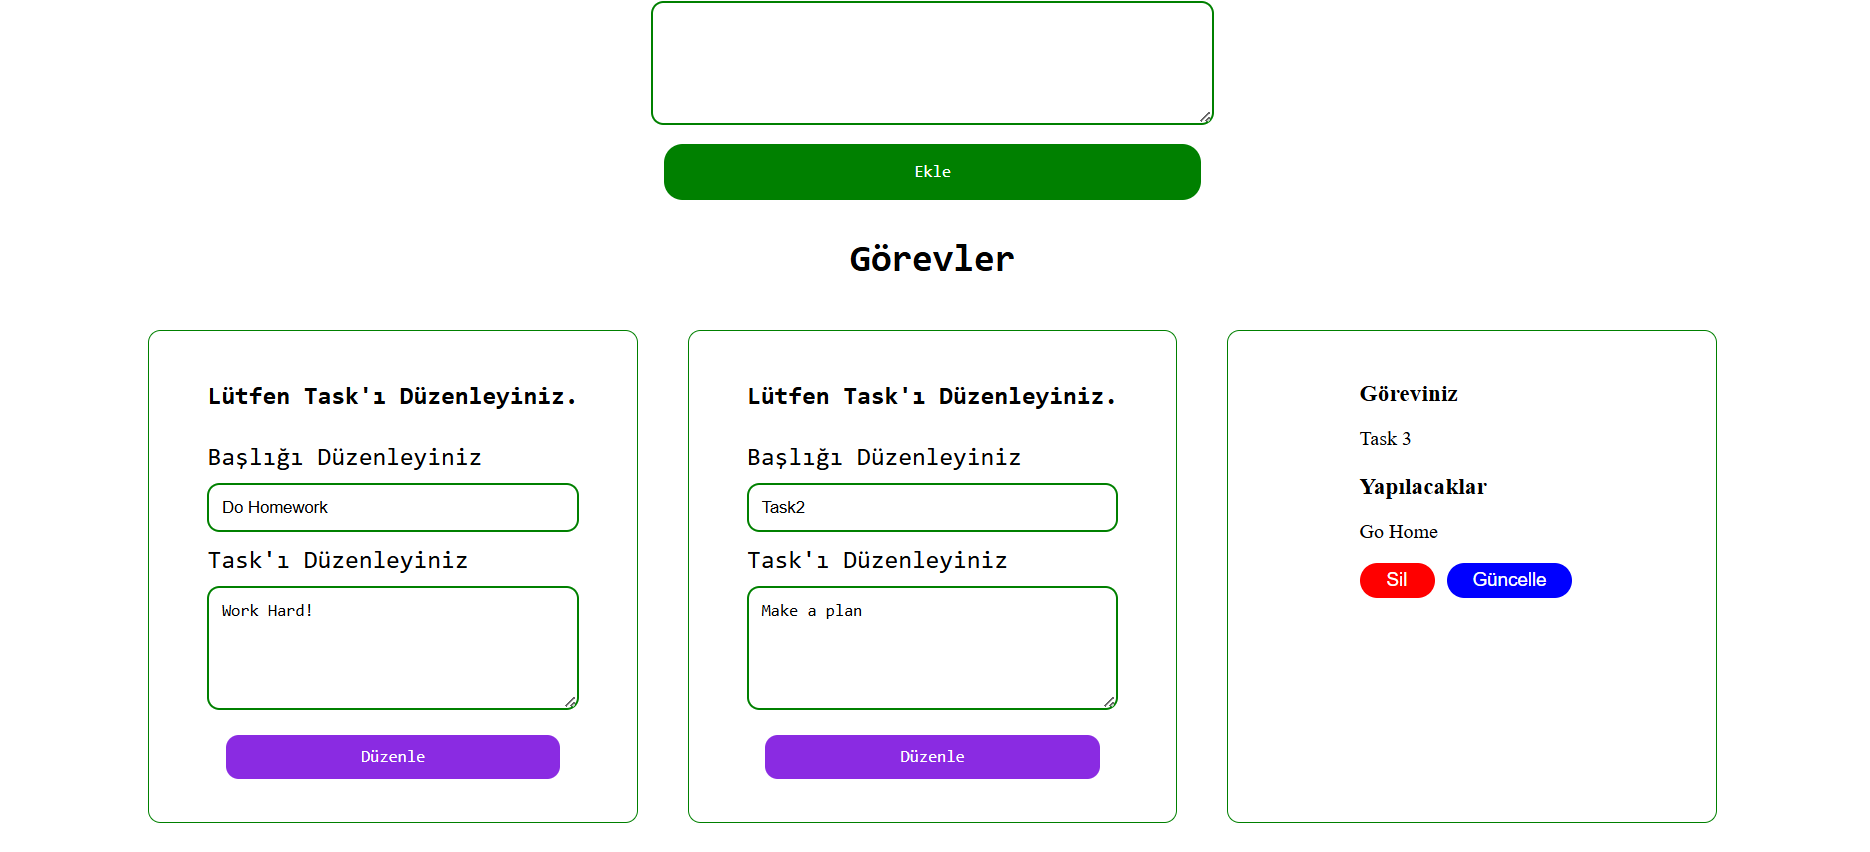 Ekle
Görevler
Lütfen Task'ı Düzenleyiniz.
Başlığı Düzenleyiniz
Do Homework
Task'ı Düzenleyiniz
Work Hard!
Düzenle
Lütfen Task'ı Düzenleyiniz.
Başlığı Düzenleyiniz
Task2
Task'ı Düzenleyiniz
Make a plan
Düzenle
Göreviniz
Task 3
Yapılacaklar
Go Home
Sil
Güncelle